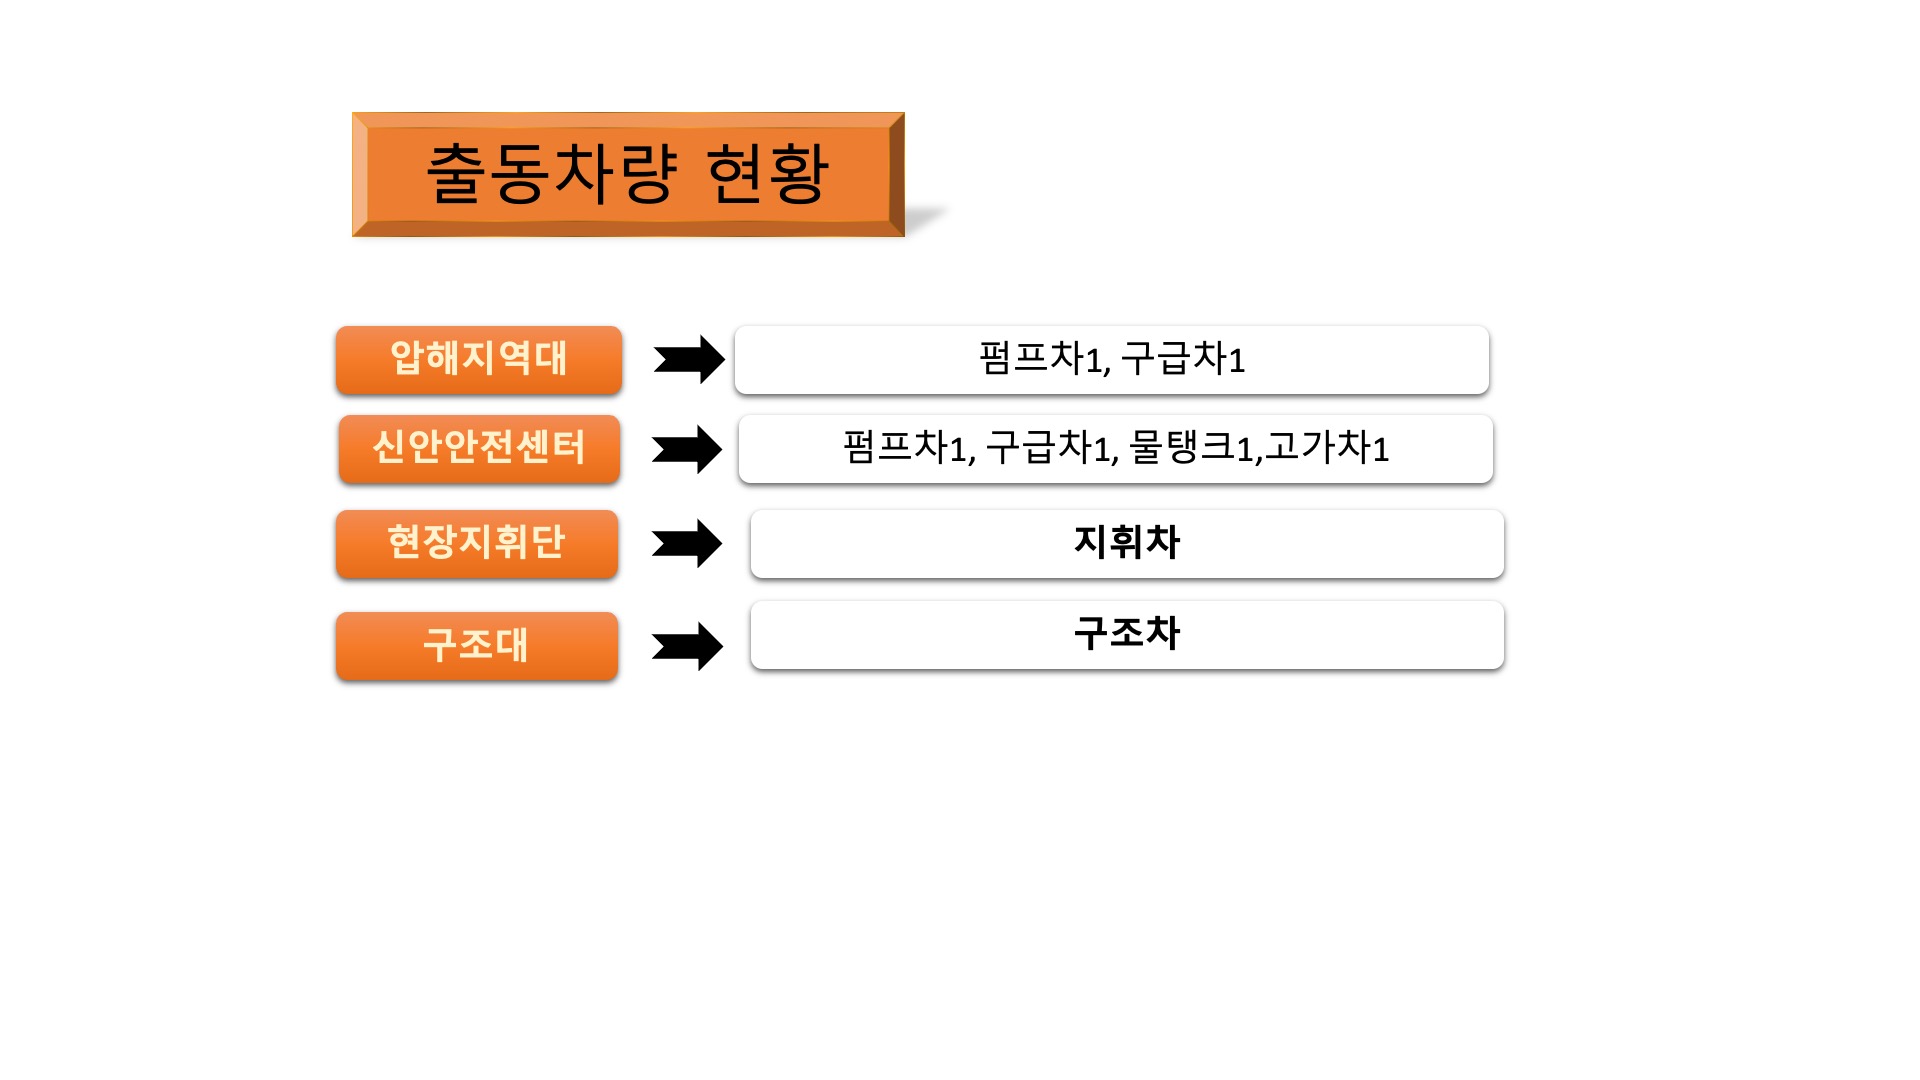 출동차량 현황
압해지역대 펌프차1, 구급차1
신안안전센터 펌프차1, 구급차1, 물탱크1,고가차1
현장지휘단 지휘차
구조대 구조차